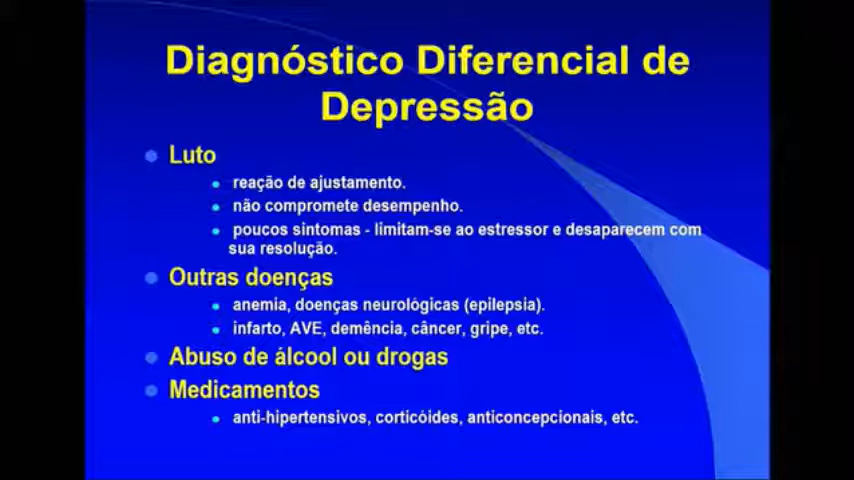 Diagnóstico Diferencial de
Depressão
Luto
reação de ajustamento.
não compromete desempenho.
poucos sintomas - limitam-se ao estressor e desaparecem com
sua resolução.
Outras doenças
anemia, doenças neurológicas (epilepsia).
infarto, AVE, demência, câncer, gripe, etc.
Abuso de álcool ou drogas
Medicamentos
anti-hipertensivos, corticóides, anticoncepcionais, etc.